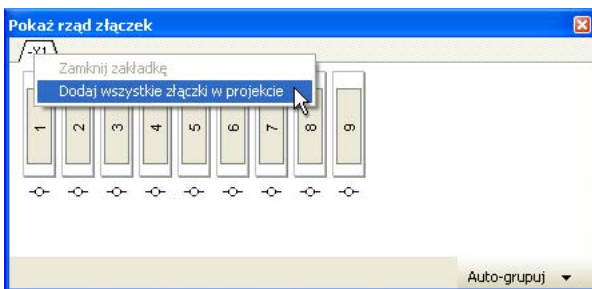 Pokaż rząd złączek
-X1
Zamknij zakładkę
Dodaj wszystkie złączki w projekcie
1 2 3 4 5 6 7 8 9
Auto-grupuj